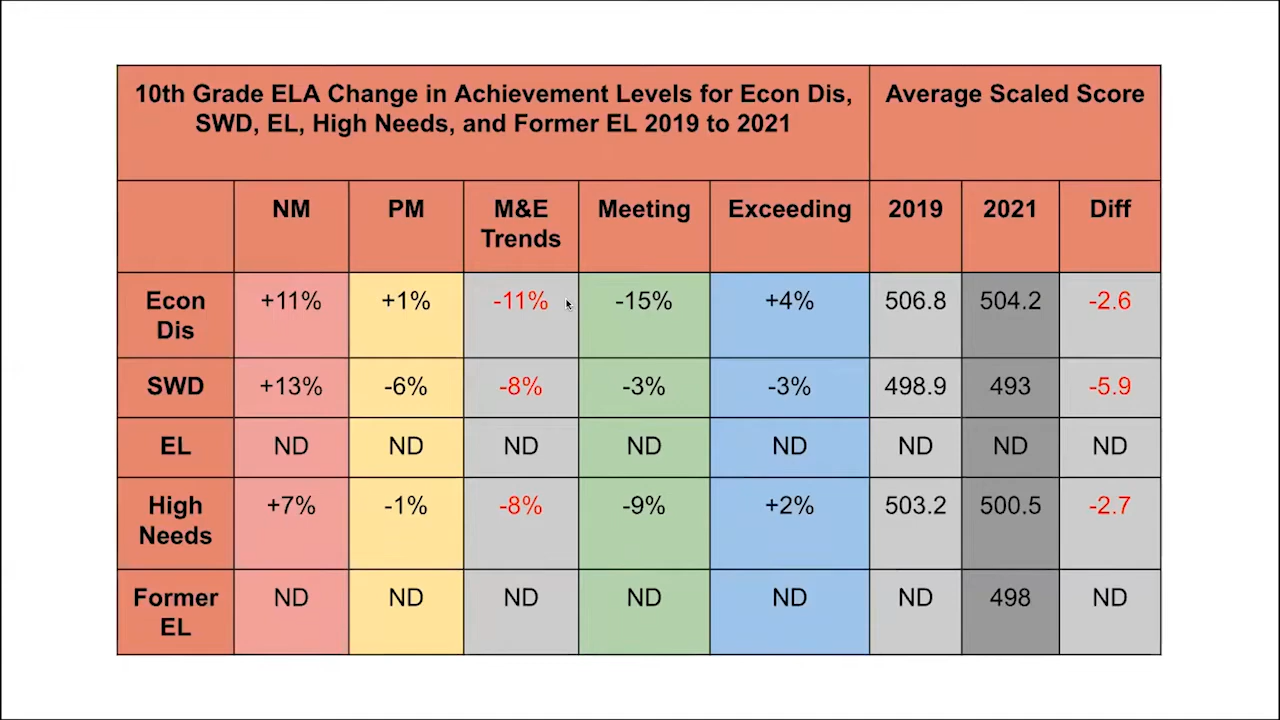 10th Grade ELA Change in Achievement Levels for Econ Dis,
SWD, EL, High Needs, and Former EL 2019 to 2021
Average Scaled Score
NM PM M&E Trends Meeting Exceeding 2019 2021 Diff
Econ Dis +11% +1% -11% -15% +4% 506.8 504.2 -2.6
SWD +13% -6% -8% -3% -3% 498.9 493 -5.9
EL ND ND ND ND ND ND ND ND
High Needs +7% -1% -8% -9% +2% 503.2 500.5 -2.7
Former EL ND ND ND ND ND ND 498 ND